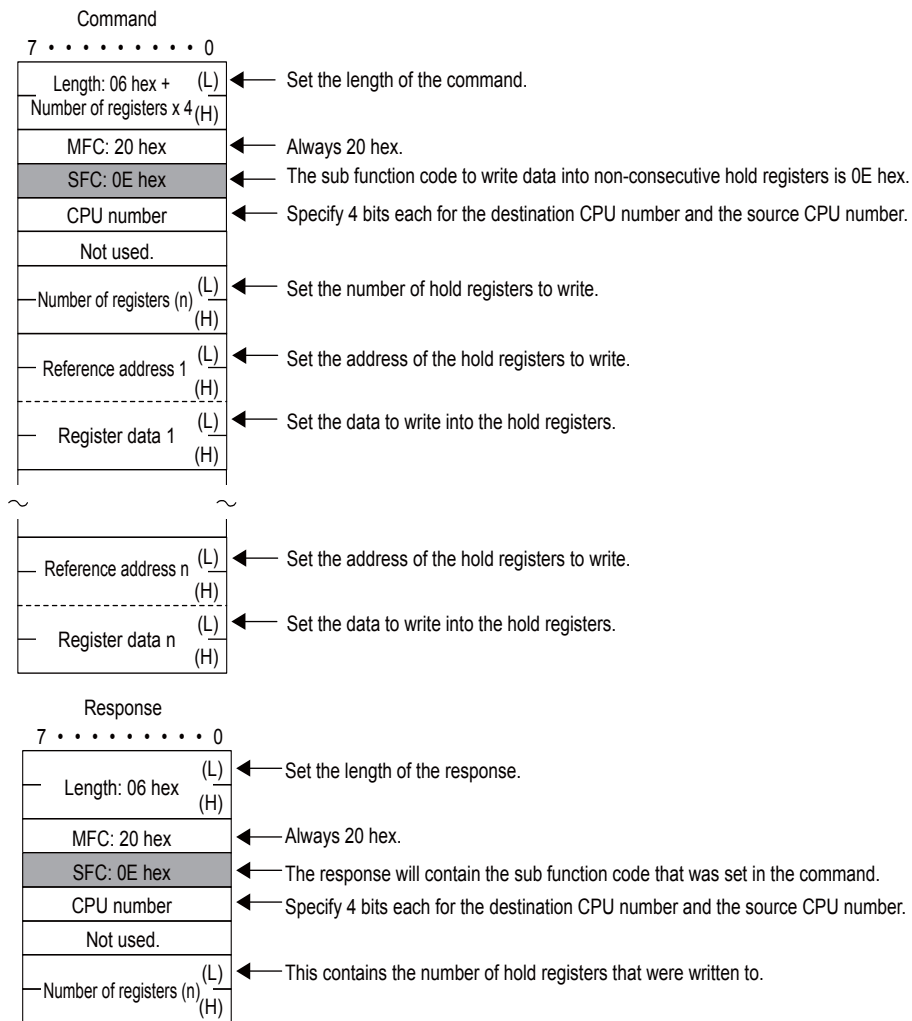 Command
7 • • • • • • • • • 0
Length: 06 hex + (L) Set the length of the command.
Number of registers x 4 (H)
MFC: 20 hex Always 20 hex.
SFC: 0E hex The sub function code to write data into non-consecutive hold registers is 0E hex.
CPU number Specify 4 bits each for the destination CPU number and the source CPU number.
Not used.
Number of registers (n) (L) Set the number of hold registers to write.
(H)
Reference address 1 (L) Set the address of the hold registers to write.
(H)
Register data 1 (L) Set the data to write into the hold registers.
(H)
Reference address n (L) Set the address of the hold registers to write.
(H)
Register data n (L) Set the data to write into the hold registers.
(H)
Response
7 • • • • • • • • • 0
Length: 06 hex (L) Set the length of the response.
(H)
MFC: 20 hex Always 20 hex.
SFC: 0E hex The response will contain the sub function code that was set in the command.
CPU number Specify 4 bits each for the destination CPU number and the source CPU number.
Not used.
Number of registers (n) (L) This contains the number of hold registers that were written to.
(H)